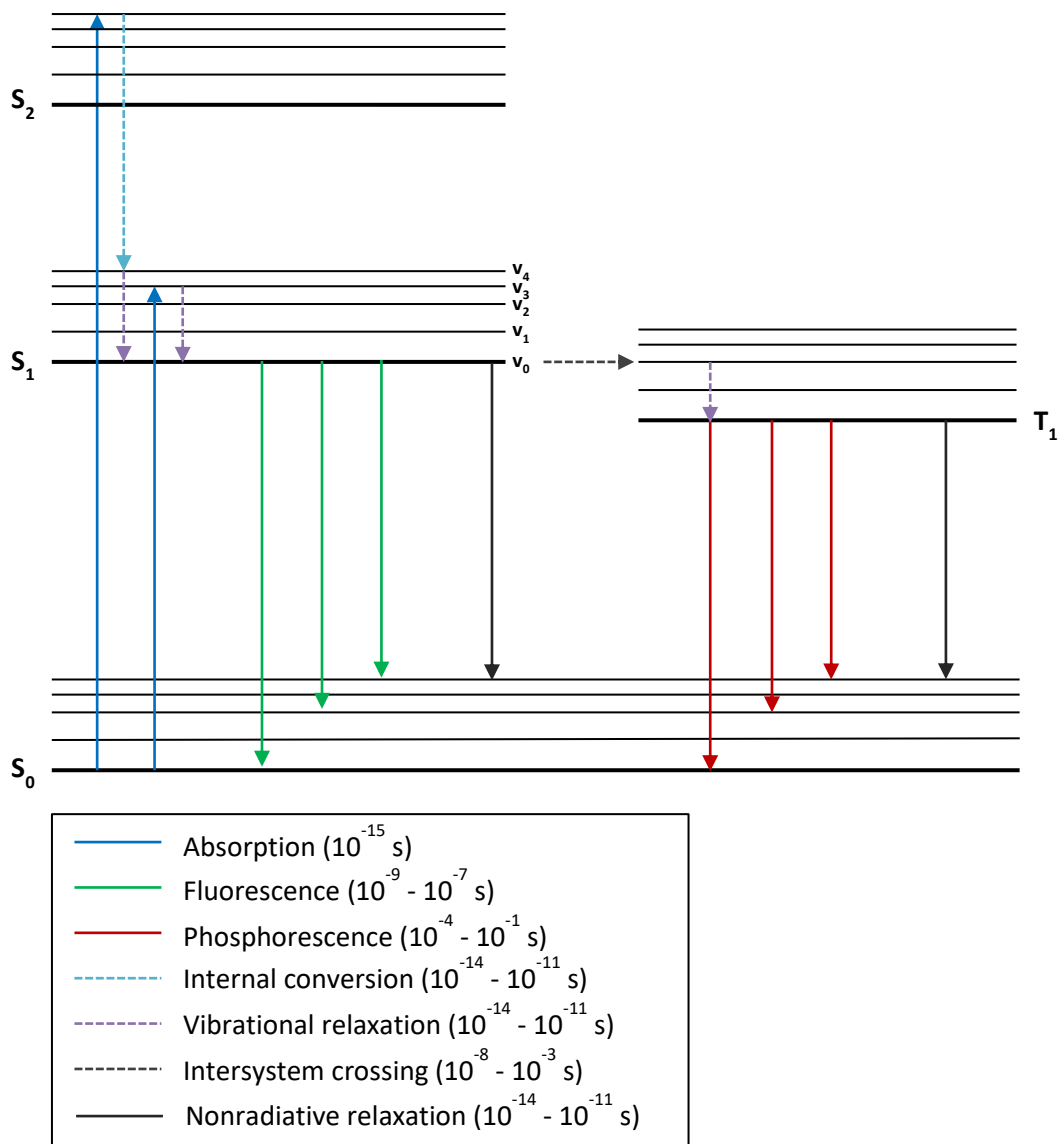 S₂
v₄
v₃
v₂
v₁
S₁
v₀
T₁
S₀
Absorption (10⁻¹⁵ s)
Fluorescence (10⁻⁹ - 10⁻⁷ s)
Phosphorescence (10⁻⁴ - 10⁻¹ s)
Internal conversion (10⁻¹⁴ - 10⁻¹¹ s)
Vibrational relaxation (10⁻¹⁴ - 10⁻¹¹ s)
Intersystem crossing (10⁻⁸ - 10⁻³ s)
Nonradiative relaxation (10⁻¹⁴ - 10⁻¹¹ s)